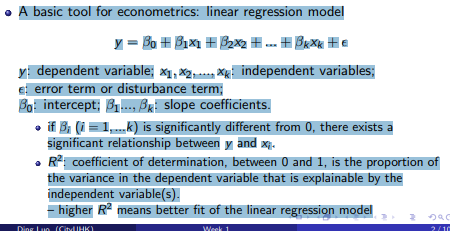 A basic tool for econometrics: linear regression model
y = β₀ + β₁x₁ + β₂x₂ + ... + βₖxₖ + ϵ
y: dependent variable; x₁, x₂, ..., xₖ: independent variables;
ϵ: error term or disturbance term;
β₀: intercept; β₁..., βₖ: slope coefficients.
if βᵢ (i = 1, ...k) is significantly different from 0, there exists a
significant relationship between y and xᵢ.
R²: coefficient of determination, between 0 and 1, is the proportion of
the variance in the dependent variable that is explainable by the
independent variable(s).
– higher R² means better fit of the linear regression model
(CityUHK) Week 1